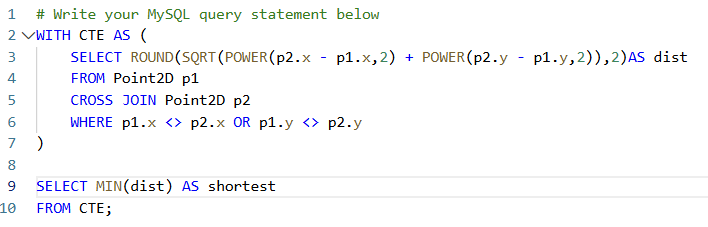 1 # Write your MySQL query statement below
2 WITH CTE AS (
3 SELECT ROUND(SQRT(POWER(p2.x - p1.x,2) + POWER(p2.y - p1.y,2)),2)AS dist
4 FROM Point2D p1
5 CROSS JOIN Point2D p2
6 WHERE p1.x <> p2.x OR p1.y <> p2.y
7 )
8
9 SELECT MIN(dist) AS shortest
10 FROM CTE;